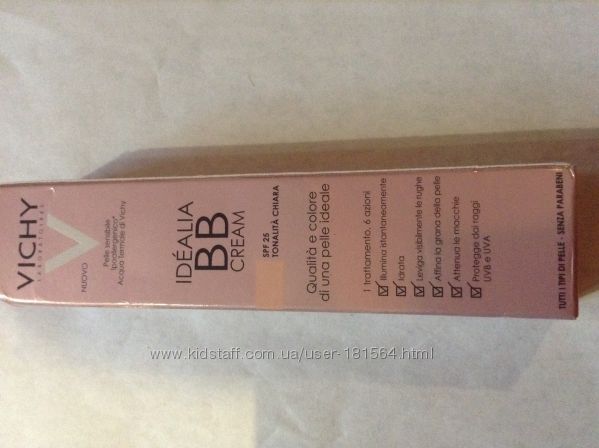 VICHY
LABORATOIRES
NUOVO
Pelle sensibile
Ipoallergenico*
Acqua Termale di Vichy
IDÉALIA
BB
CREAM
SPF 25
TONALITÀ CHIARA
Qualità e colore
di una pelle ideale
1 trattamento, 6 azioni
Illumina istantaneamente
Idrata
Leviga visibilmente le rughe
Affina la grana della pelle
Attenua le macchie
Protegge dai raggi
UVB e UVA
TUTTI I TIPI DI PELLE - SENZA PARABENI
www.kidstaff.com.ua/user-181564.html